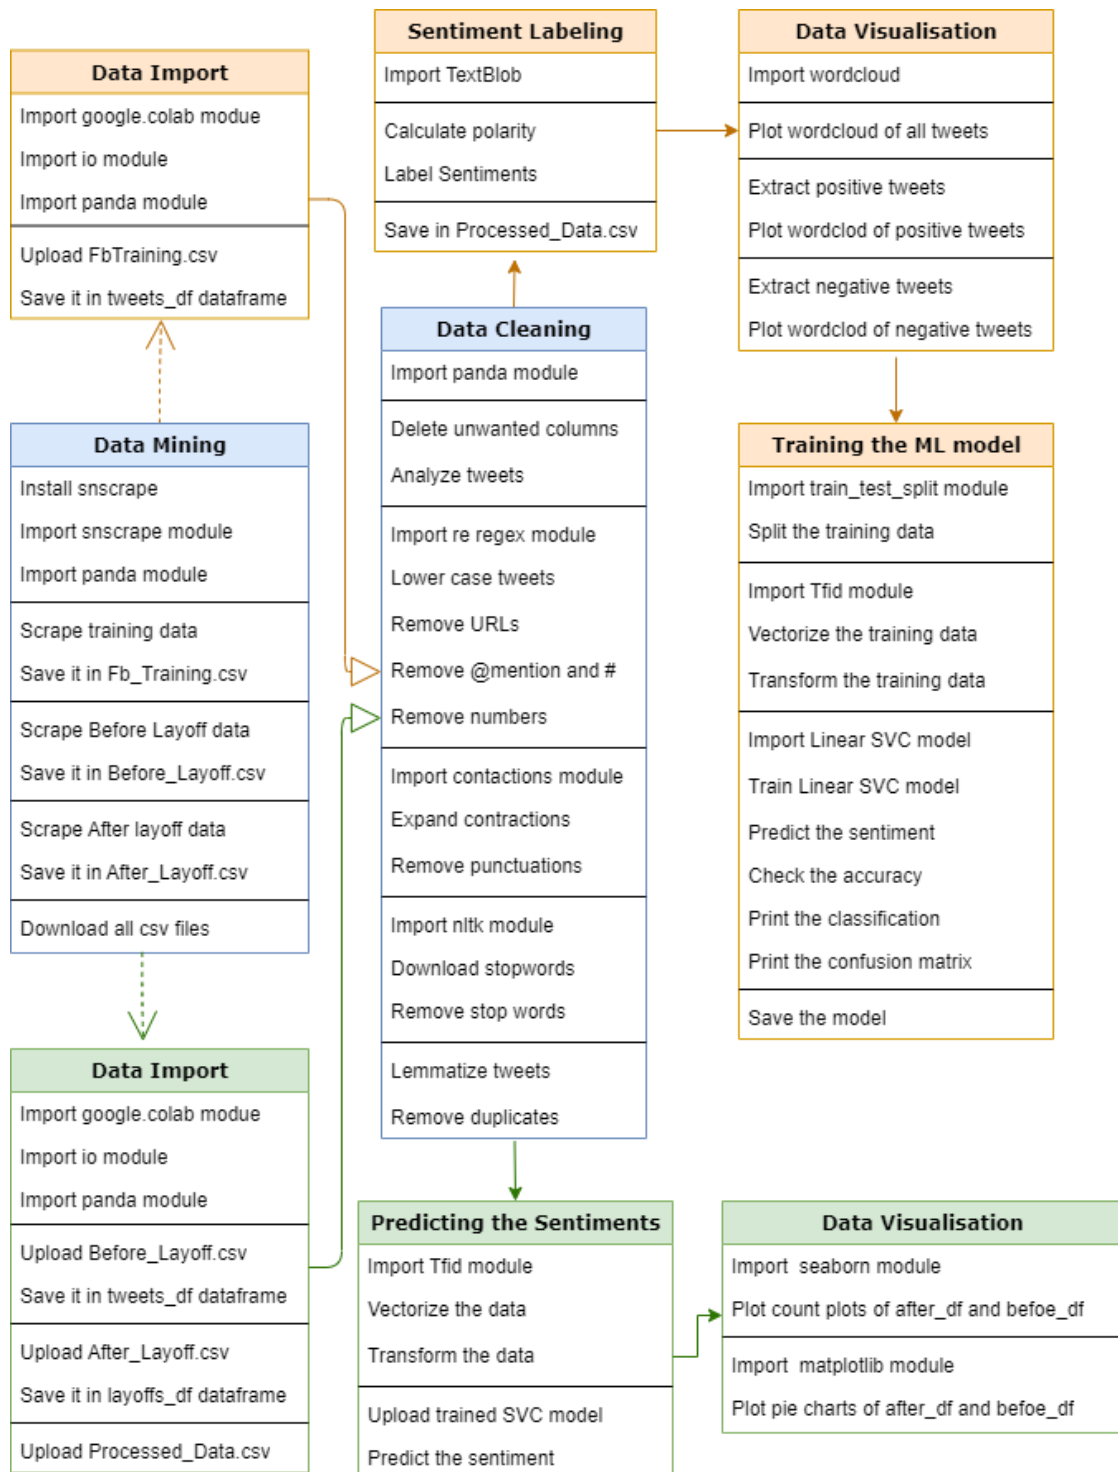 Data Import
Import google.colab modue
Import io module
Import panda module
Upload FbTraining.csv
Save it in tweets_df dataframe
Data Mining
Install snscrape
Import snscrape module
Import panda module
Scrape training data
Save it in Fb_Training.csv
Scrape Before Layoff data
Save it in Before_Layoff.csv
Scrape After layoff data
Save it in After_Layoff.csv
Download all csv files
Data Import
Import google.colab modue
Import io module
Import panda module
Upload Before_Layoff.csv
Save it in tweets_df dataframe
Upload After_Layoff.csv
Save it in layoffs_df dataframe
Upload Processed_Data.csv
Sentiment Labeling
Import TextBlob
Calculate polarity
Label Sentiments
Save in Processed_Data.csv
Data Cleaning
Import panda module
Delete unwanted columns
Analyze tweets
Import re regex module
Lower case tweets
Remove URLs
Remove @mention and #
Remove numbers
Import contactions module
Expand contractions
Remove punctuations
Import nltk module
Download stopwords
Remove stop words
Lemmatize tweets
Remove duplicates
Predicting the Sentiments
Import Tfid module
Vectorize the data
Transform the data
Upload trained SVC model
Predict the sentiment
Data Visualisation
Import wordcloud
Plot wordcloud of all tweets
Extract positive tweets
Plot wordclod of positive tweets
Extract negative tweets
Plot wordclod of negative tweets
Training the ML model
Import train_test_split module
Split the training data
Import Tfid module
Vectorize the training data
Transform the training data
Import Linear SVC model
Train Linear SVC model
Predict the sentiment
Check the accuracy
Print the classification
Print the confusion matrix
Save the model
Data Visualisation
Import seaborn module
Plot count plots of after_df and befoe_df
Import matplotlib module
Plot pie charts of after_df and befoe_df